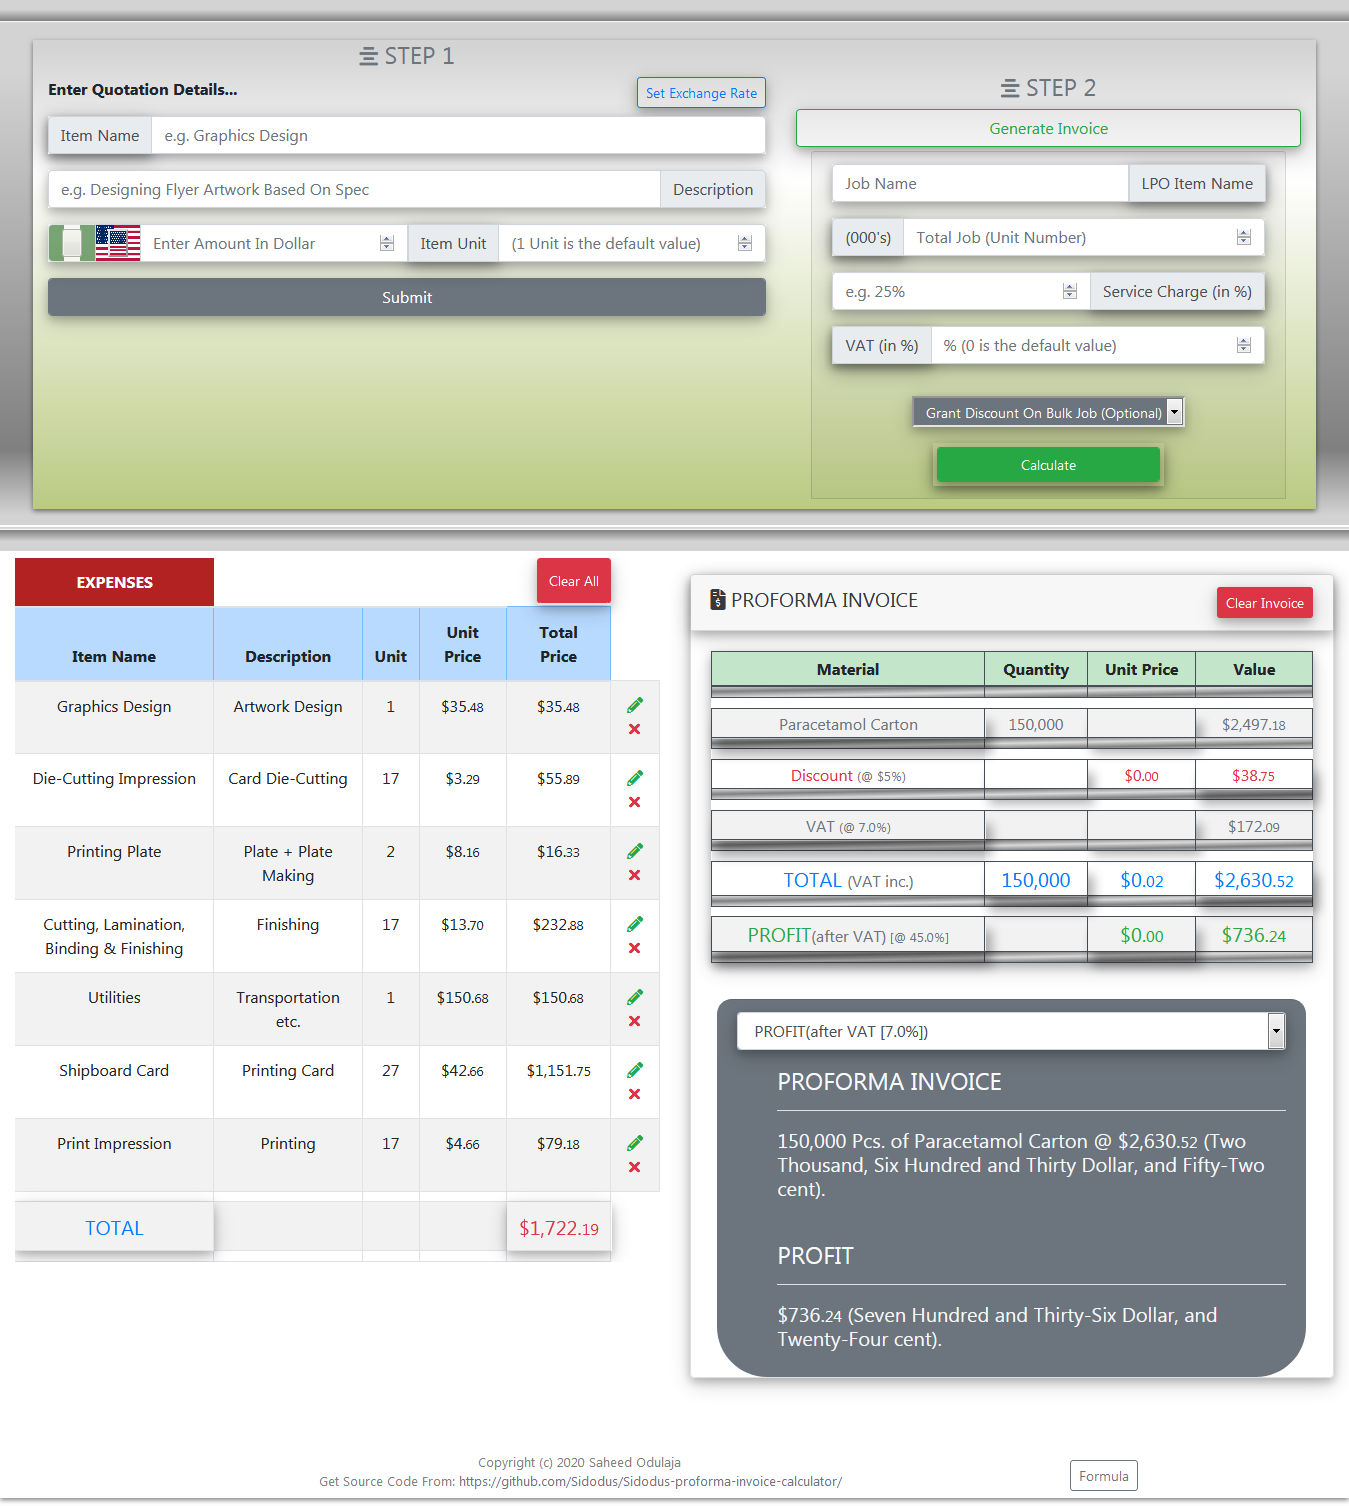 STEP 1
Enter Quotation Details...
Set Exchange Rate
Item Name
e.g. Graphics Design
e.g. Designing Flyer Artwork Based On Spec
Description
Enter Amount In Dollar
Item Unit
(1 Unit is the default value)
Submit
STEP 2
Generate Invoice
Job Name
LPO Item Name
(000's)
Total Job (Unit Number)
e.g. 25%
Service Charge (in %)
VAT (in %)
% (0 is the default value)
Grant Discount On Bulk Job (Optional)
Calculate
EXPENSES
Clear All
Item Name Description Unit Unit Price Total Price
Graphics Design Artwork Design 1 $35.48 $35.48
Die-Cutting Impression Card Die-Cutting 17 $3.29 $55.89
Printing Plate Plate + Plate Making 2 $8.16 $16.33
Cutting, Lamination, Binding & Finishing Finishing 17 $13.70 $232.88
Utilities Transportation etc. 1 $150.68 $150.68
Shipboard Card Printing Card 27 $42.66 $1,151.75
Print Impression Printing 17 $4.66 $79.18
TOTAL $1,722.19
PROFORMA INVOICE
Clear Invoice
Material Quantity Unit Price Value
Paracetamol Carton 150,000 $2,497.18
Discount (@ $5%) $0.00 $38.75
VAT (@ 7.0%) $172.09
TOTAL (VAT inc.) 150,000 $0.02 $2,630.52
PROFIT(after VAT) [@ 45.0%] $0.00 $736.24
PROFIT(after VAT [7.0%])
PROFORMA INVOICE
150,000 Pcs. of Paracetamol Carton @ $2,630.52 (Two
Thousand, Six Hundred and Thirty Dollar, and Fifty-Two
cent).
PROFIT
$736.24 (Seven Hundred and Thirty-Six Dollar, and
Twenty-Four cent).
Copyright (c) 2020 Saheed Odulaja
Get Source Code From: https://github.com/Sidodus/Sidodus-proforma-invoice-calculator/
Formula